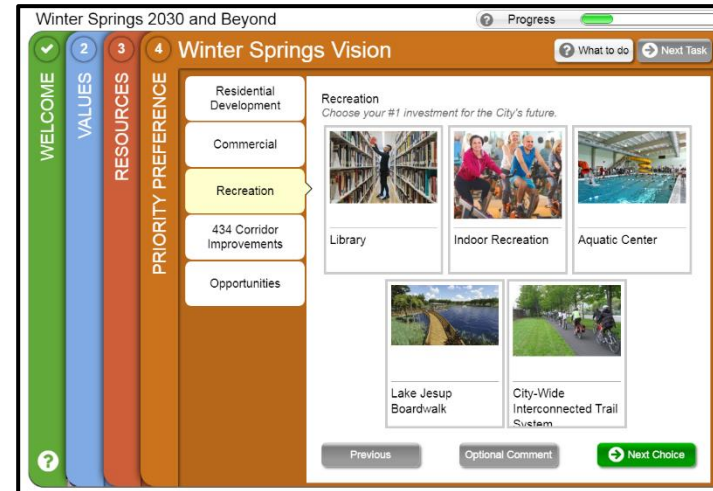 Winter Springs 2030 and Beyond
? Progress
WELCOME
?
2
VALUES
3
RESOURCES
4
PRIORITY PREFERENCE
Winter Springs Vision
? What to do
Next Task
Residential
Development
Commercial
Recreation
434 Corridor
Improvements
Opportunities
Recreation
Choose your #1 investment for the City's future.
Library
Indoor Recreation
Aquatic Center
Lake Jesup
Boardwalk
City-Wide
Interconnected Trail
System
Previous
Optional Comment
Next Choice